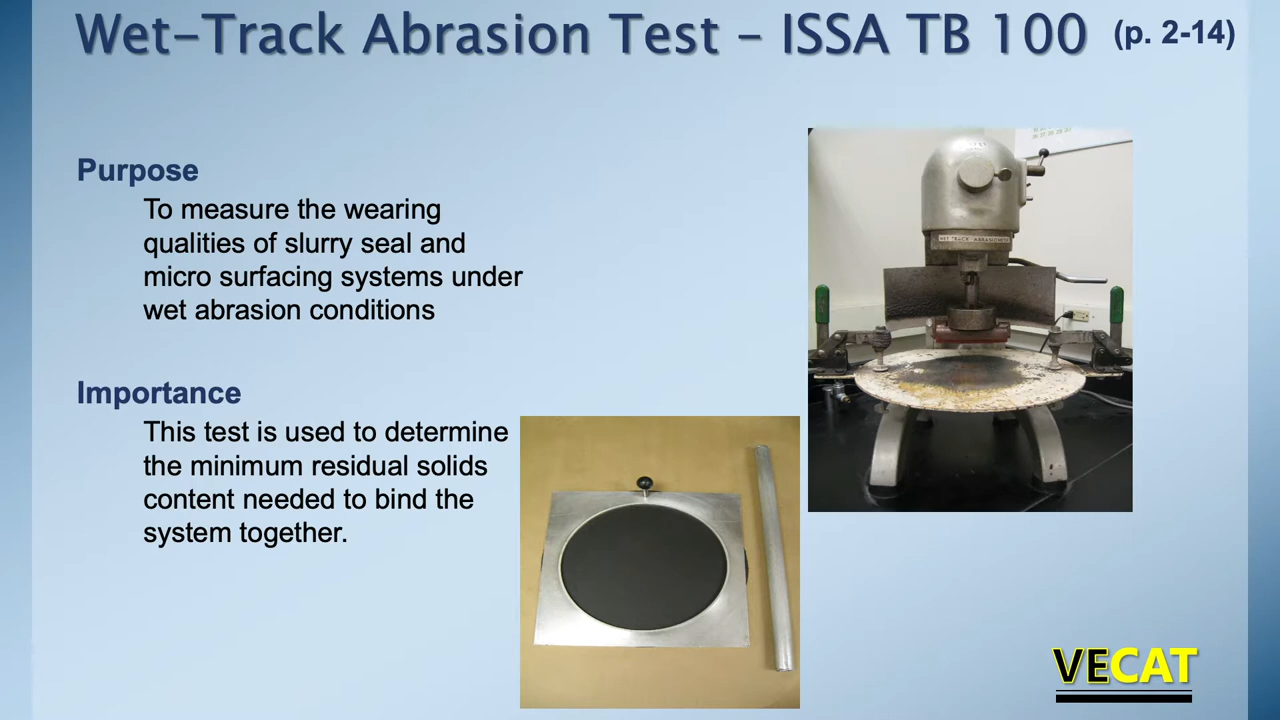 Wet-Track Abrasion Test – ISSA TB 100 (p. 2-14)
Purpose
To measure the wearing
qualities of slurry seal and
micro surfacing systems under
wet abrasion conditions
Importance
This test is used to determine
the minimum residual solids
content needed to bind the
system together.
WET TRACK ABRASION
VECAT